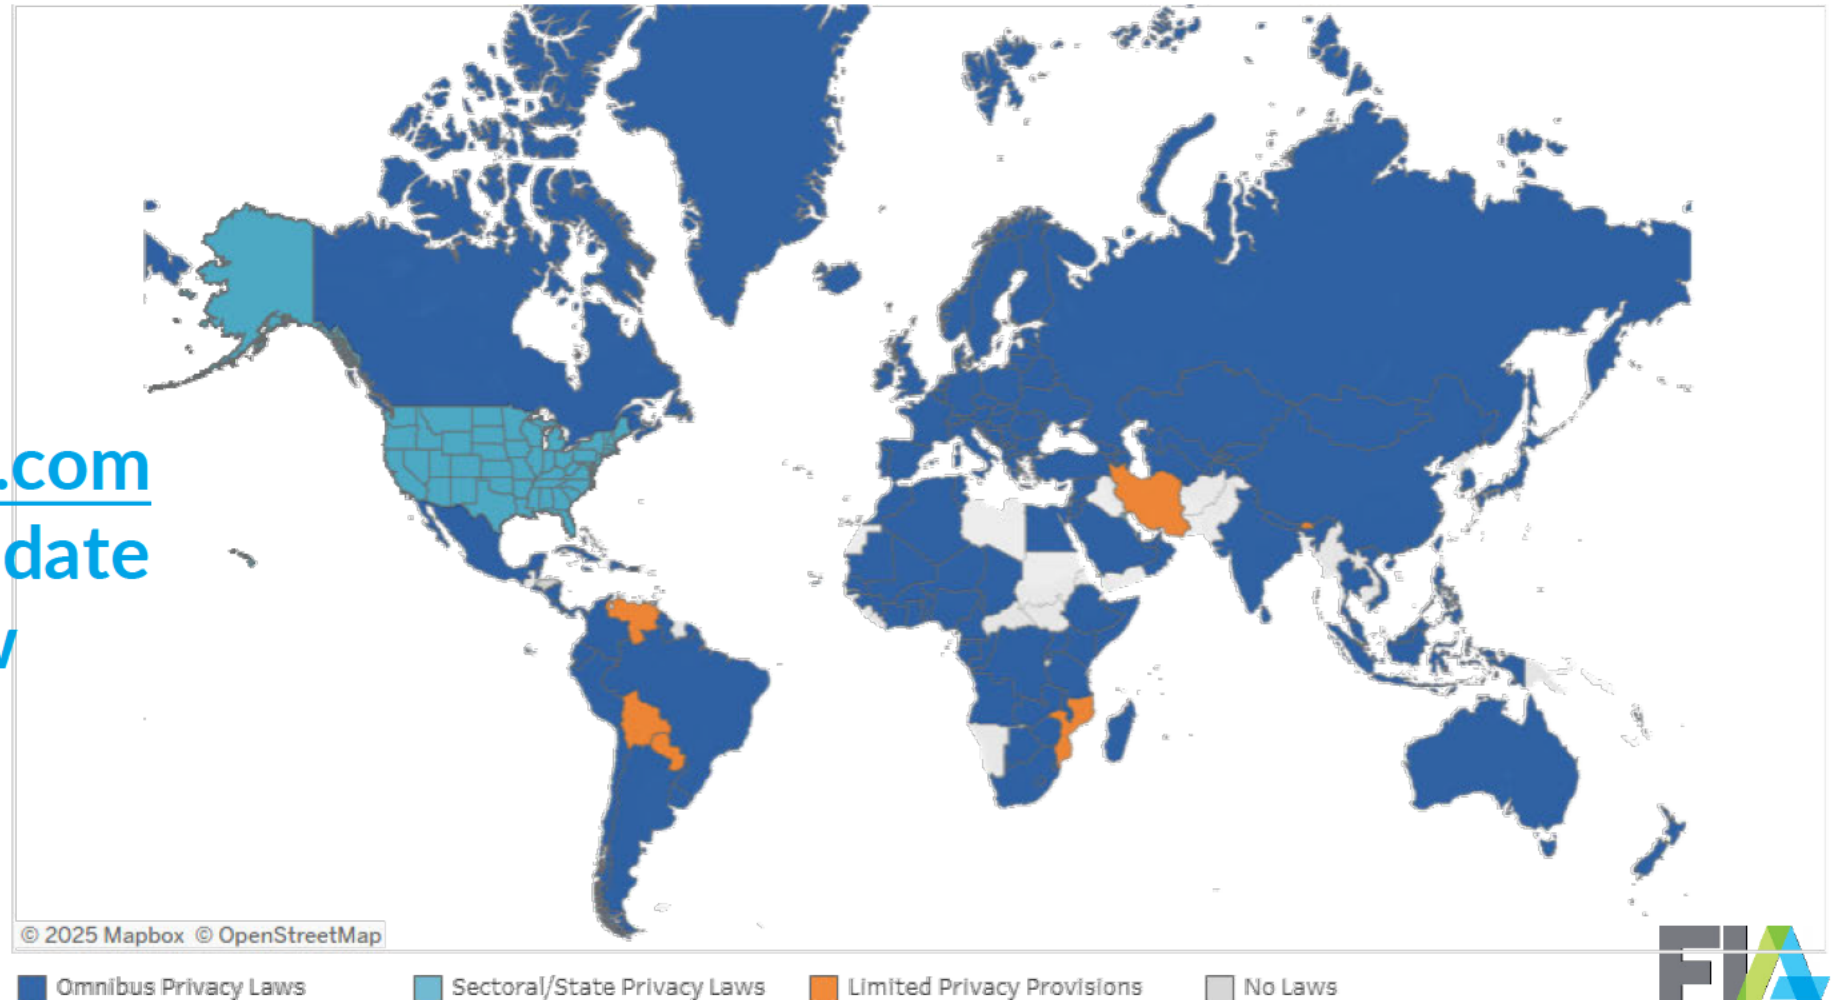 .com
date
© 2025 Mapbox © OpenStreetMap
Omnibus Privacy Laws
Sectoral/State Privacy Laws
Limited Privacy Provisions
No Laws